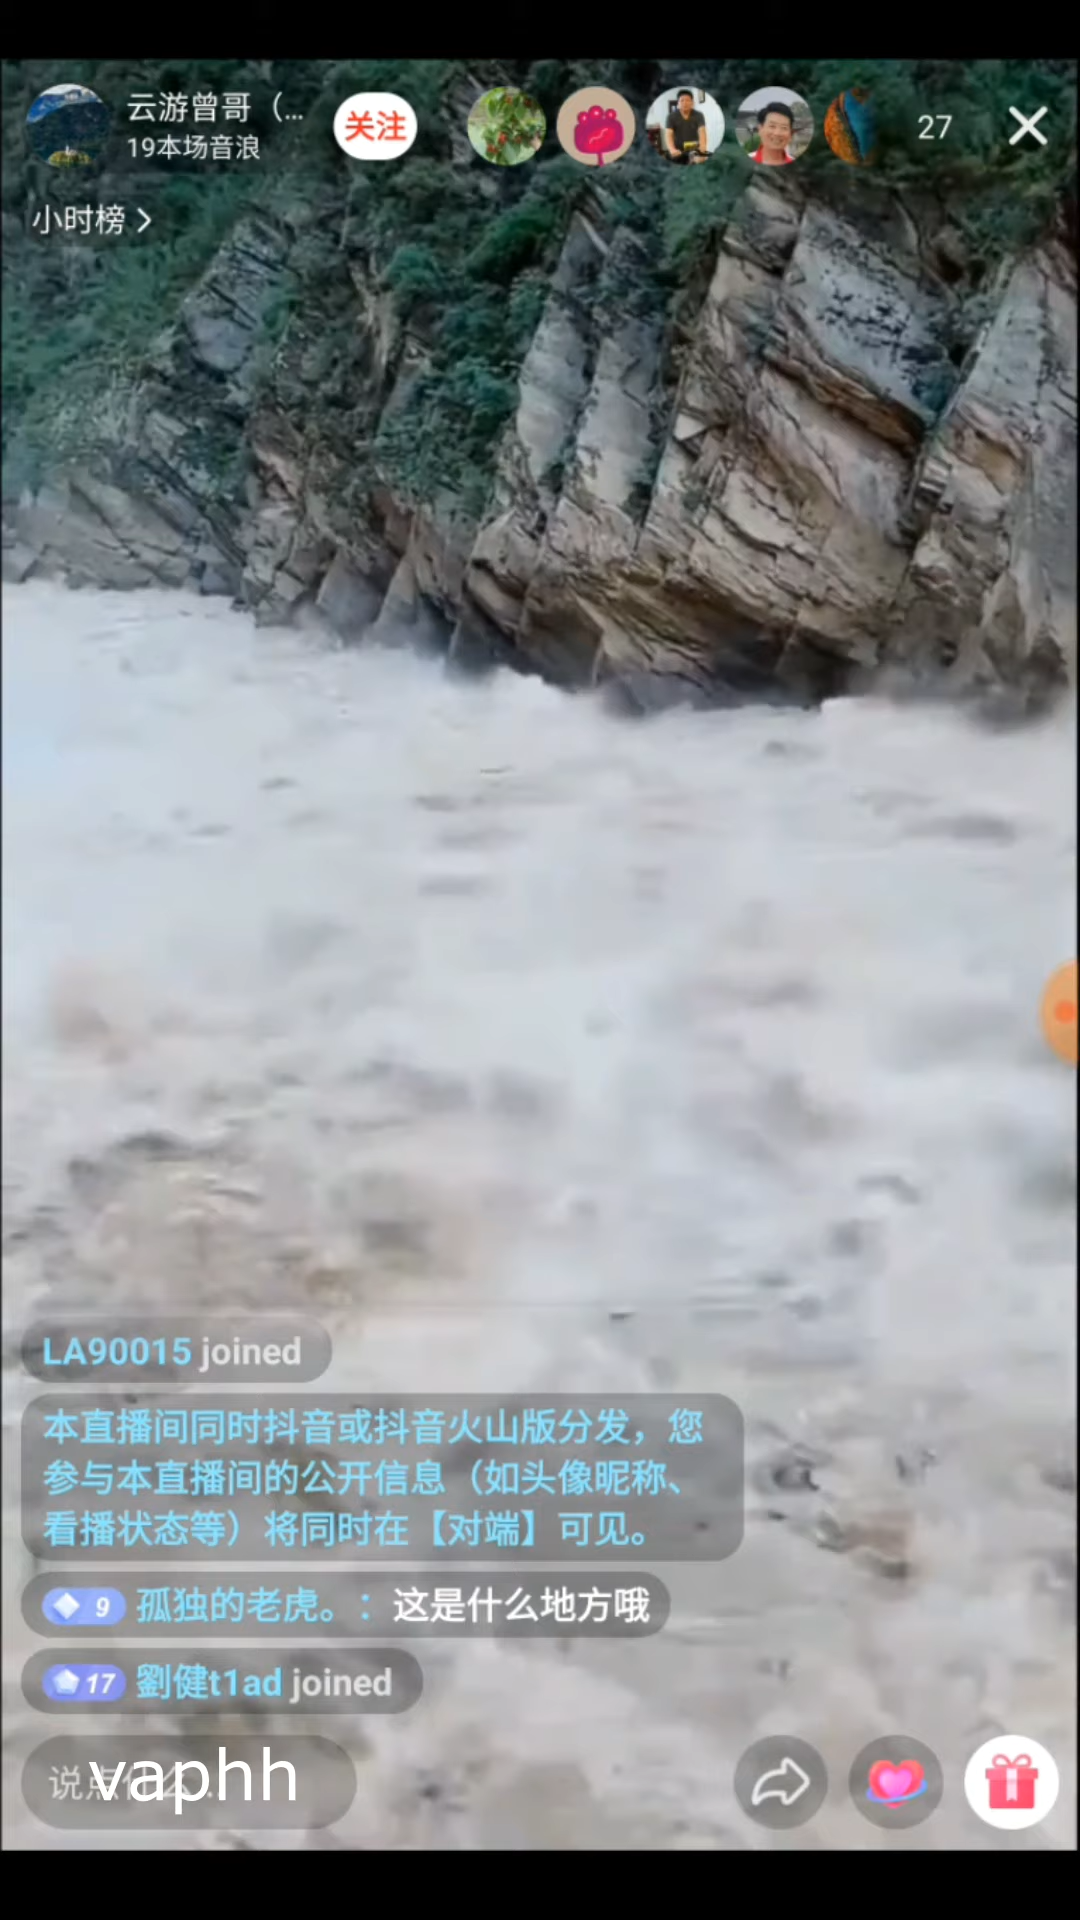 云游曾哥（...
19本场音浪
关注
27
小时榜
LA90015 joined
本直播间同时抖音或抖音火山版分发，您
参与本直播间的公开信息（如头像昵称、
看播状态等）将同时在【对端】可见。
9 孤独的老虎。：这是什么地方哦
17 劉健t1ad joined
说点什么...
vaphh